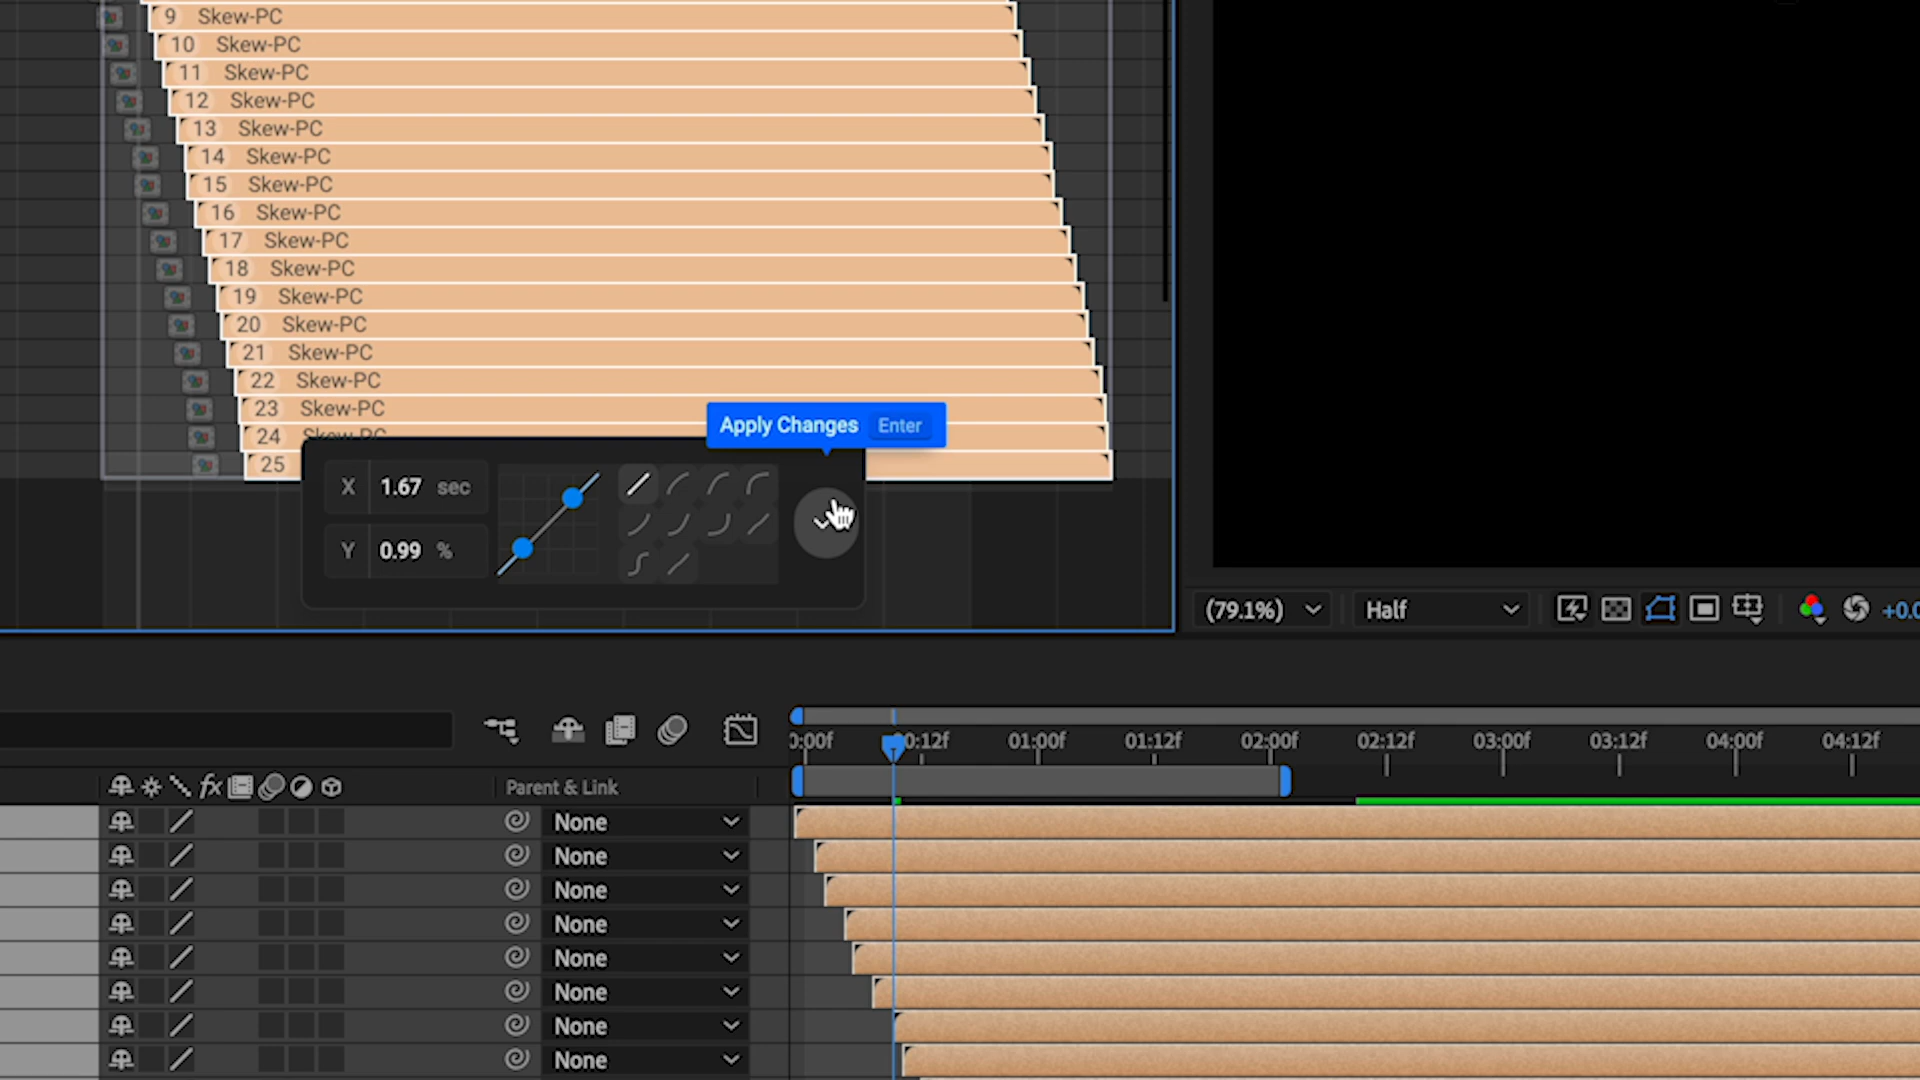 9 Skew-PC
10 Skew-PC
11 Skew-PC
12 Skew-PC
13 Skew-PC
14 Skew-PC
15 Skew-PC
16 Skew-PC
17 Skew-PC
18 Skew-PC
19 Skew-PC
20 Skew-PC
21 Skew-PC
22 Skew-PC
23 Skew-PC
24 Skew-PC
25
Apply Changes Enter
X 1.67 sec
Y 0.99 %
(79.1%) Half +0.0
0:00f 0:12f 01:00f 01:12f 02:00f 02:12f 03:00f 03:12f 04:00f 04:12f
fx Parent & Link
None
None
None
None
None
None
None
None